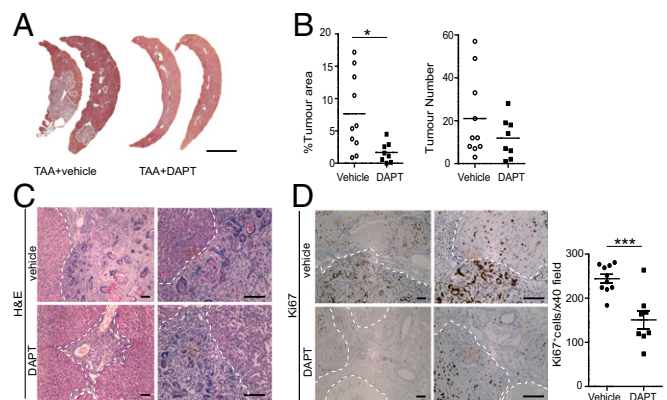 A
TAA+vehicle
TAA+DAPT
B
%Tumour area
20
15
10
5
0
*
Vehicle
DAPT
Tumour Number
60
40
20
0
Vehicle
DAPT
C
H&E
vehicle
DAPT
D
Ki67
vehicle
DAPT
Ki67+cells/x40 field
300
200
100
0
***
Vehicle
DAPT